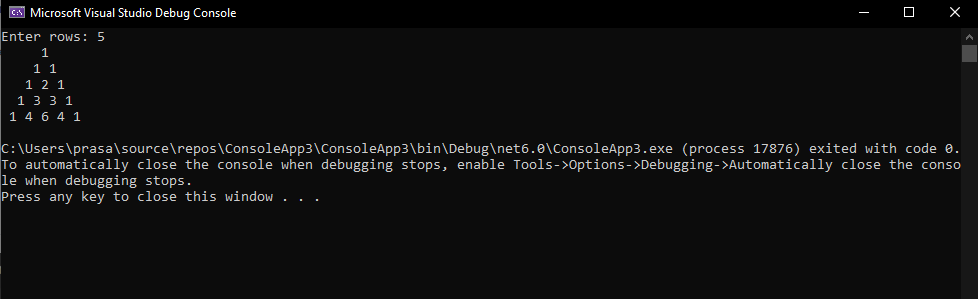 Microsoft Visual Studio Debug Console
Enter rows: 5
     1
    1 1
   1 2 1
  1 3 3 1
 1 4 6 4 1
C:\Users\prasa\source\repos\ConsoleApp3\ConsoleApp3\bin\Debug\net6.0\ConsoleApp3.exe (process 17876) exited with code 0.
To automatically close the console when debugging stops, enable Tools->Options->Debugging->Automatically close the conso
le when debugging stops.
Press any key to close this window . . .